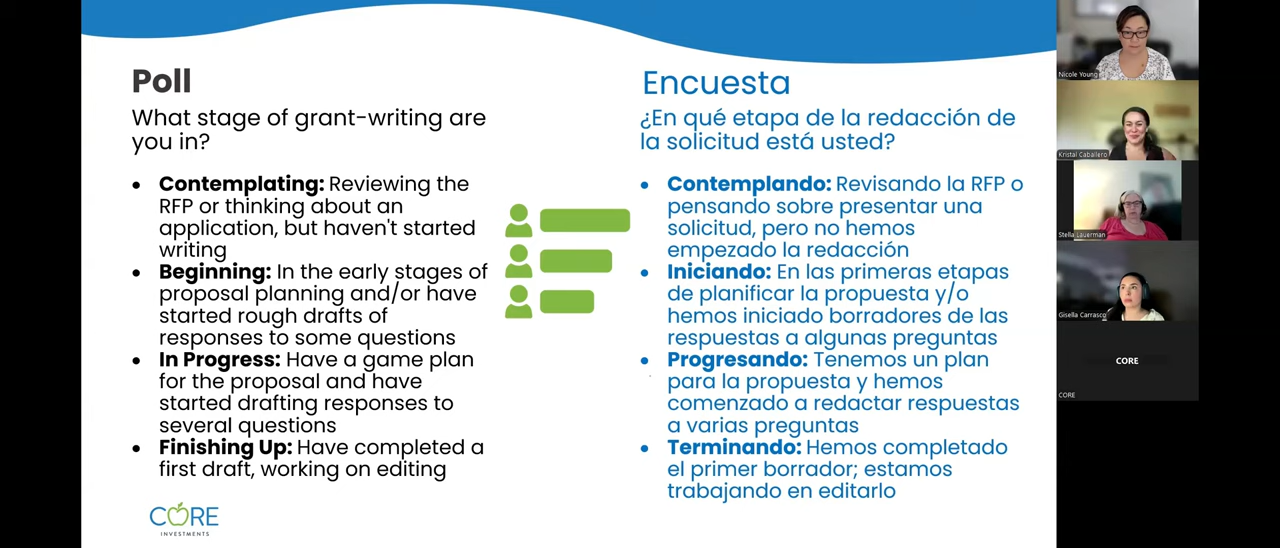 Poll
What stage of grant-writing are
you in?
• Contemplating: Reviewing the
RFP or thinking about an
application, but haven't started
writing
• Beginning: In the early stages of
proposal planning and/or have
started rough drafts of
responses to some questions
• In Progress: Have a game plan
for the proposal and have
started drafting responses to
several questions
• Finishing Up: Have completed a
first draft, working on editing
CORE
INVESTMENTS
Encuesta
¿En qué etapa de la redacción de
la solicitud está usted?
• Contemplando: Revisando la RFP o
pensando sobre presentar una
solicitud, pero no hemos
empezado la redacción
• Iniciando: En las primeras etapas
de planificar la propuesta y/o
hemos iniciado borradores de las
respuestas a algunas preguntas
• Progresando: Tenemos un plan
para la propuesta y hemos
comenzado a redactar respuestas
a varias preguntas
• Terminando: Hemos completado
el primer borrador; estamos
trabajando en editarlo
Nicole Young
Kristal Caballero
Stella Lauerman
Gisella Carrasco
CORE
CORE